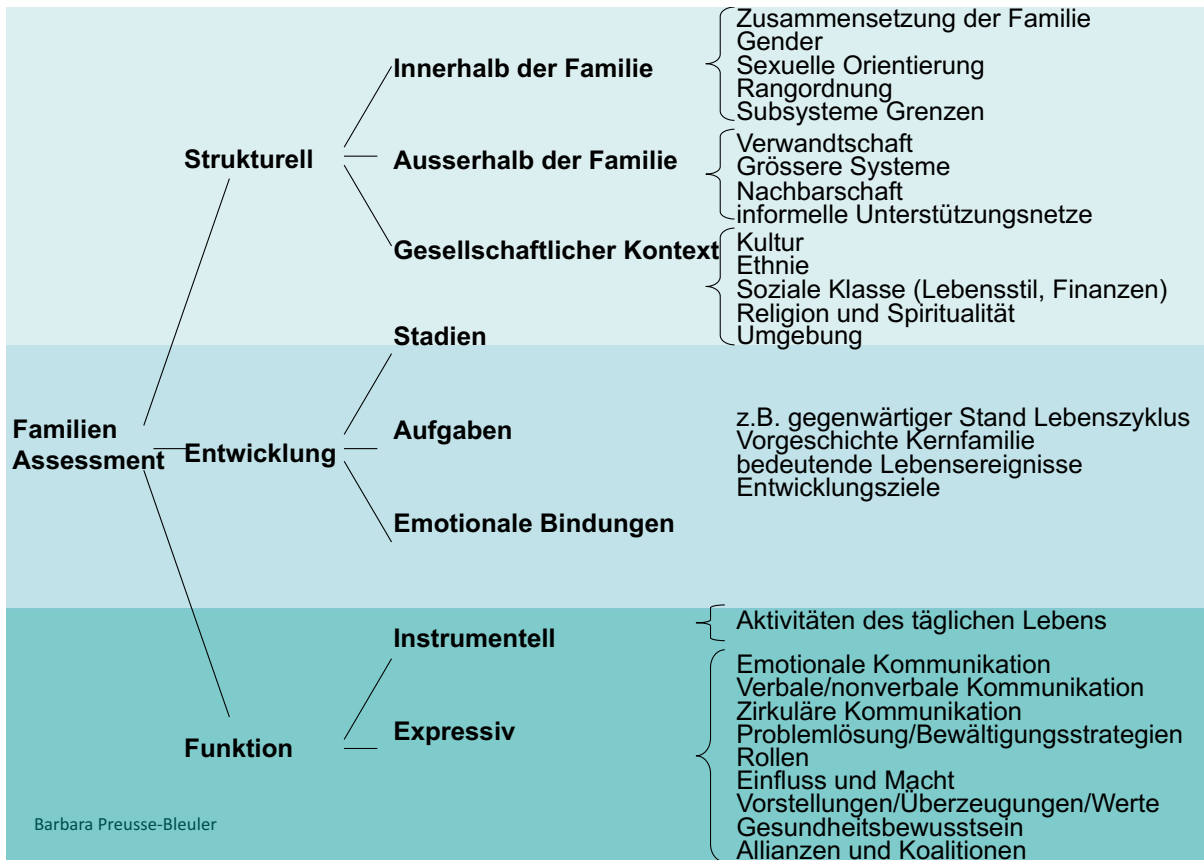 Familien
Assessment
Strukturell
Innerhalb der Familie
Zusammensetzung der Familie
Gender
Sexuelle Orientierung
Rangordnung
Subsysteme Grenzen
Ausserhalb der Familie
Verwandtschaft
Grössere Systeme
Nachbarschaft
informelle Unterstützungsnetze
Gesellschaftlicher Kontext
Kultur
Ethnie
Soziale Klasse (Lebensstil, Finanzen)
Religion und Spiritualität
Umgebung
Entwicklung
Stadien
Aufgaben
Emotionale Bindungen
z.B. gegenwärtiger Stand Lebenszyklus
Vorgeschichte Kernfamilie
bedeutende Lebensereignisse
Entwicklungsziele
Funktion
Instrumentell
Aktivitäten des täglichen Lebens
Expressiv
Emotionale Kommunikation
Verbale/nonverbale Kommunikation
Zirkuläre Kommunikation
Problemlösung/Bewältigungsstrategien
Rollen
Einfluss und Macht
Vorstellungen/Überzeugungen/Werte
Gesundheitsbewusstsein
Allianzen und Koalitionen
Barbara Preusse-Bleuler